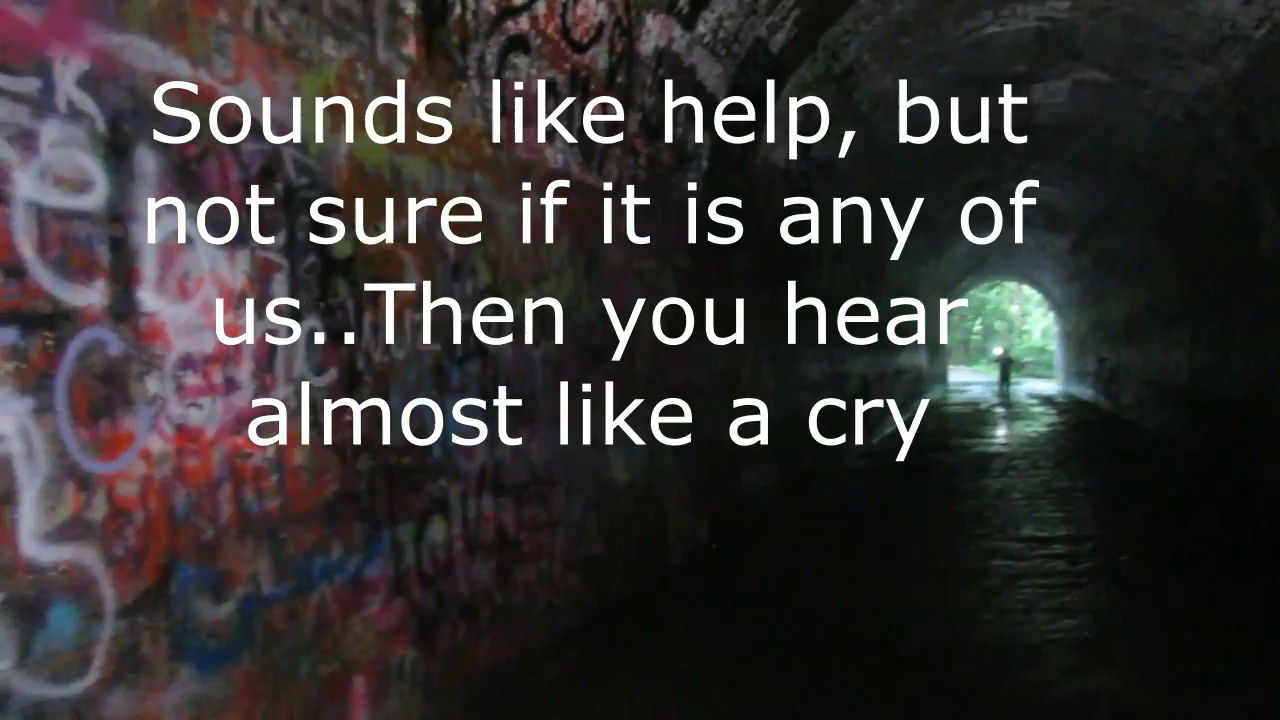 Sounds like help, but
not sure if it is any of
us..Then you hear
almost like a cry